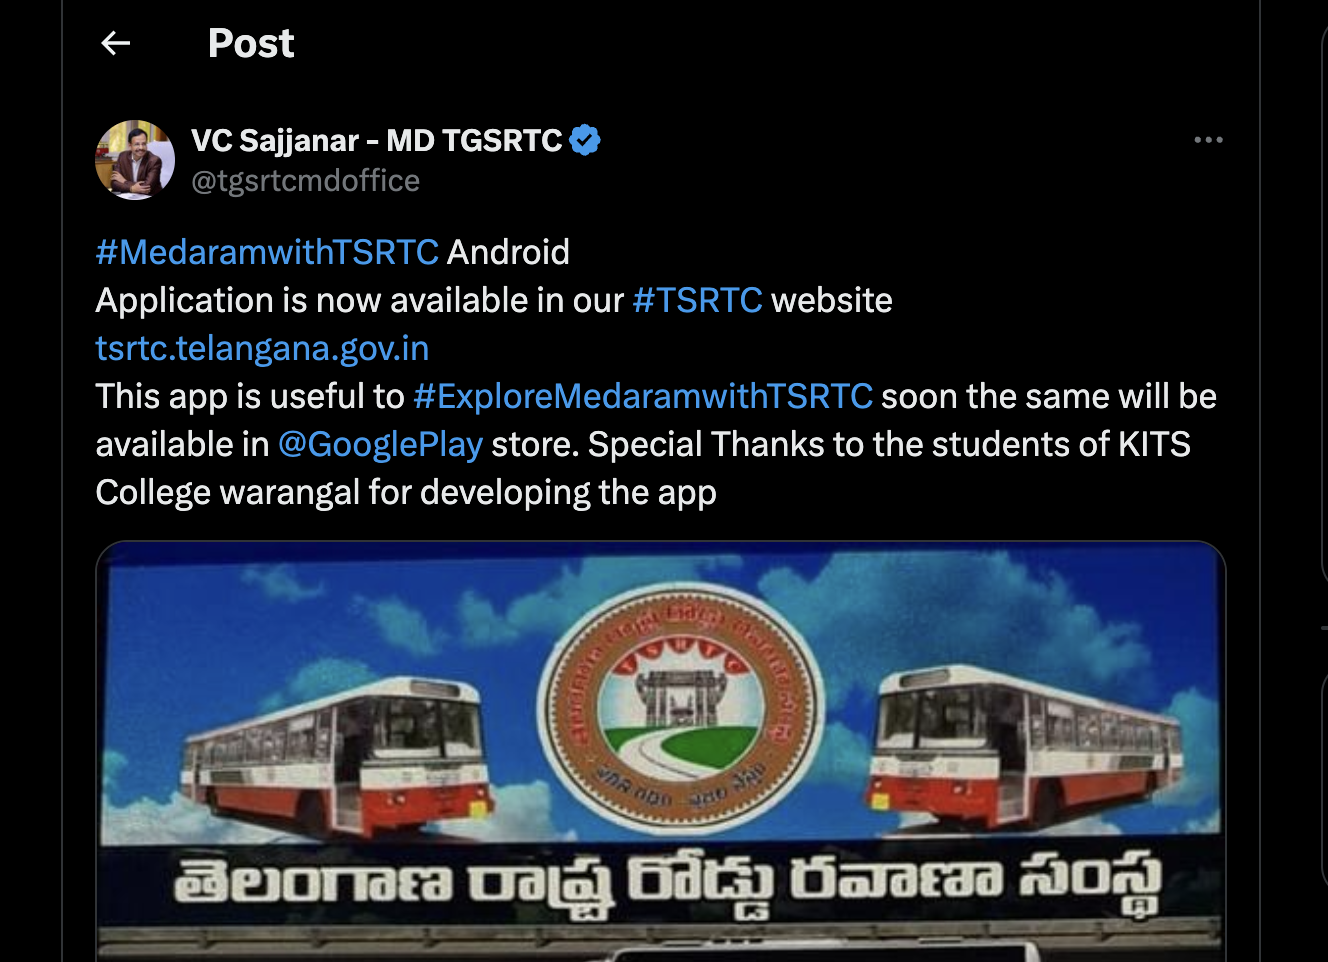 Post
VC Sajjanar - MD TGSRTC
@tgsrtcmdoffice
#MedaramwithTSRTC Android
Application is now available in our #TSRTC website
tsrtc.telangana.gov.in
This app is useful to #ExploreMedaramwithTSRTC soon the same will be
available in @GooglePlay store. Special Thanks to the students of KITS
College warangal for developing the app
TSRTC
తెలంగాణ రాష్ట్ర రోడ్డు రవాణా సంస్థ